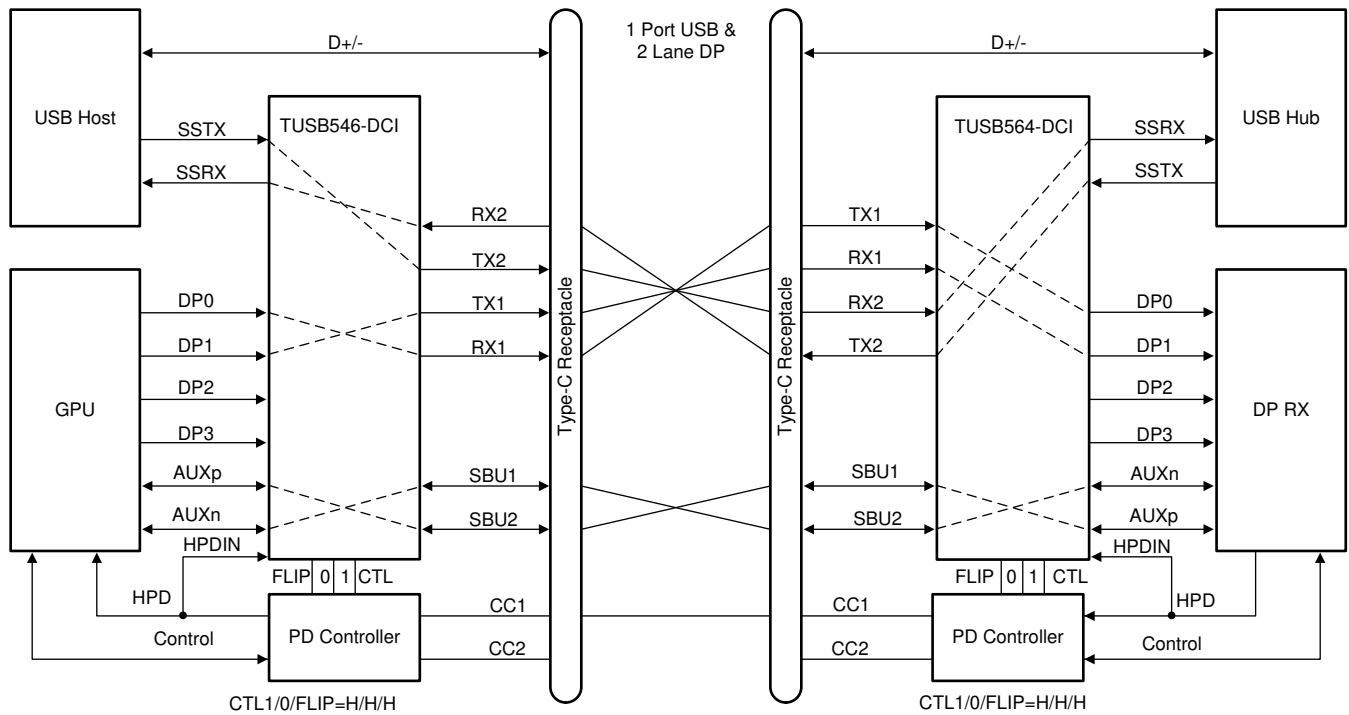 1 Port USB &
2 Lane DP
D+/-
D+/-
USB Host
TUSB546-DCI
TUSB564-DCI
USB Hub
SSTX
SSRX
SSRX
SSTX
RX2
TX2
TX1
RX1
TX1
RX1
RX2
TX2
Type-C Receptacle
Type-C Receptacle
GPU
DP0
DP1
DP2
DP3
AUXp
AUXn
HPDIN
SBU1
SBU2
SBU1
SBU2
DP0
DP1
DP2
DP3
AUXn
AUXp
HPDIN
DP RX
FLIP 0 1 CTL
FLIP 0 1 CTL
HPD
Control
PD Controller
CC1
CC2
CC1
CC2
PD Controller
HPD
Control
CTL1/0/FLIP=H/H/H
CTL1/0/FLIP=H/H/H